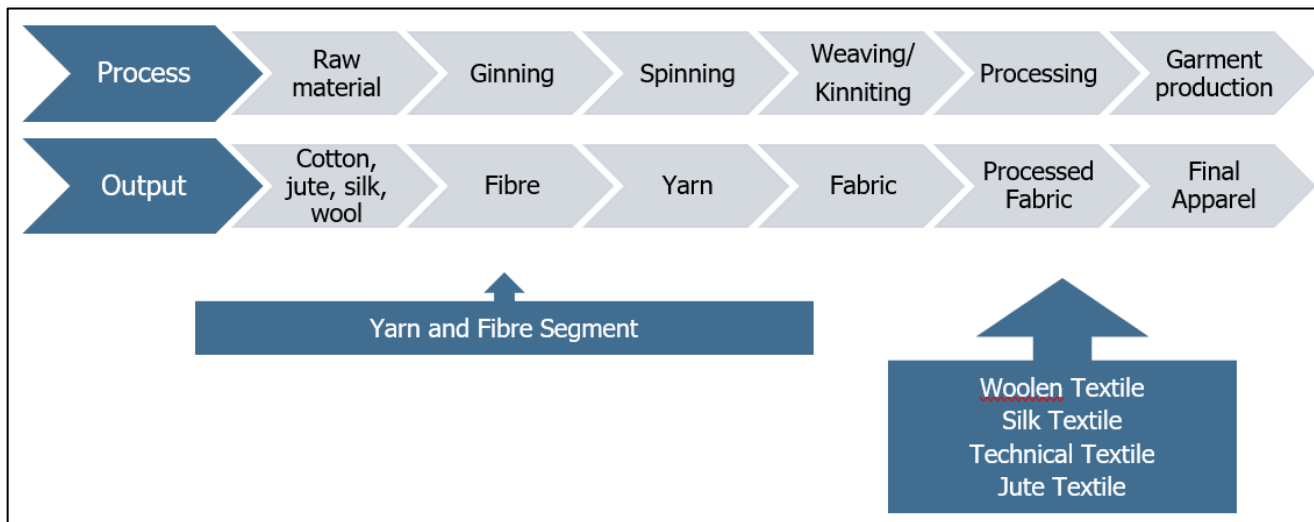 Process
Raw
material
Ginning
Spinning
Weaving/
Kinniting
Processing
Garment
production
Output
Cotton,
jute, silk,
wool
Fibre
Yarn
Fabric
Processed
Fabric
Final
Apparel
Yarn and Fibre Segment
Woolen Textile
Silk Textile
Technical Textile
Jute Textile